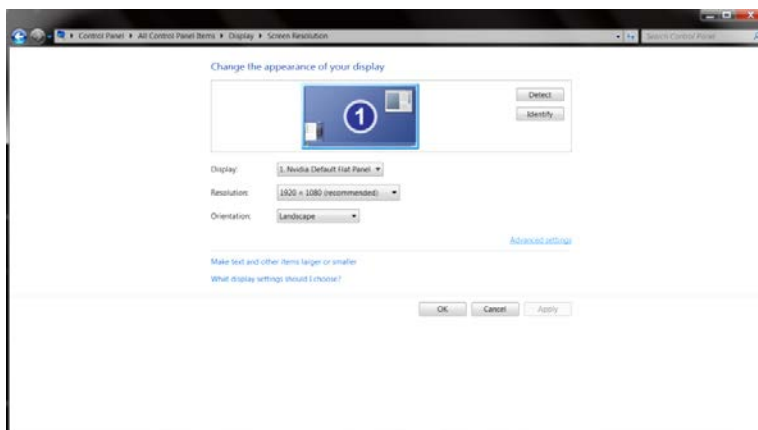 Control Panel ▸ All Control Panel Items ▸ Display ▸ Screen Resolution
Search Control Panel
Change the appearance of your display
1
Detect
Identify
Display:
1. Nvidia Default Flat Panel
Resolution:
1920 × 1080 (recommended)
Orientation:
Landscape
Advanced settings
Make text and other items larger or smaller
What display settings should I choose?
OK Cancel Apply